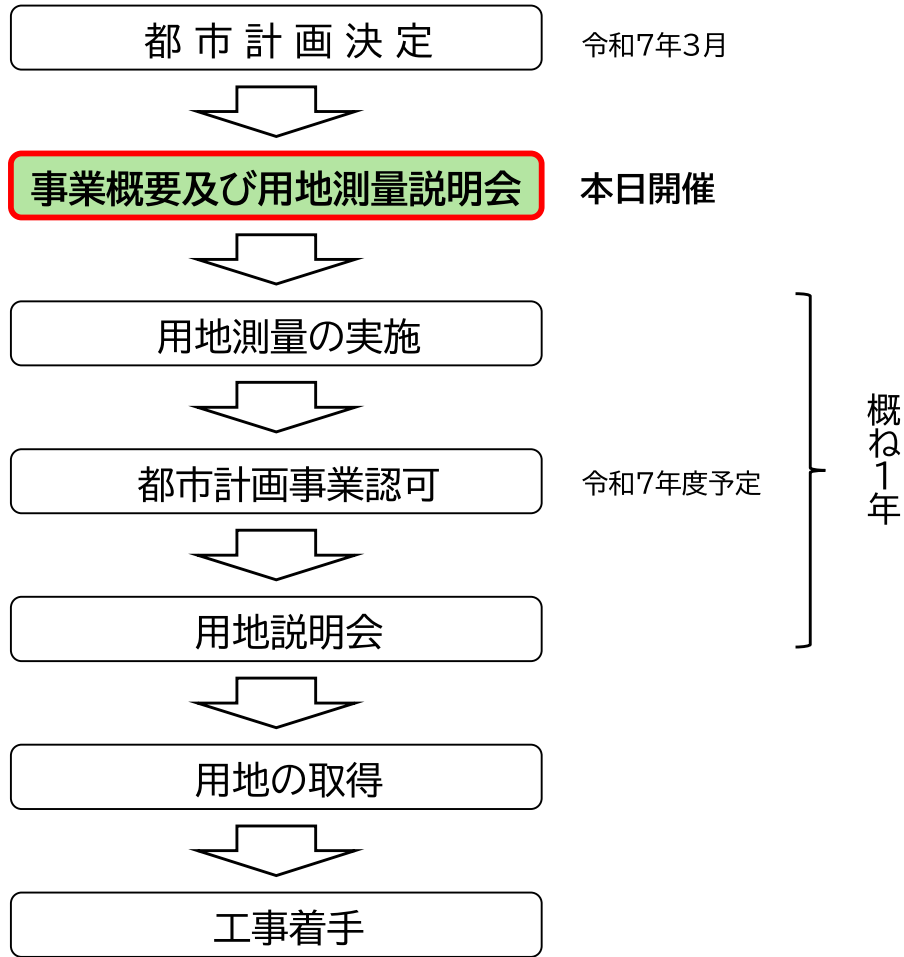 都市計画決定
令和7年3月
事業概要及び用地測量説明会
本日開催
用地測量の実施
都市計画事業認可
令和7年度予定
用地説明会
概ね1年
用地の取得
工事着手